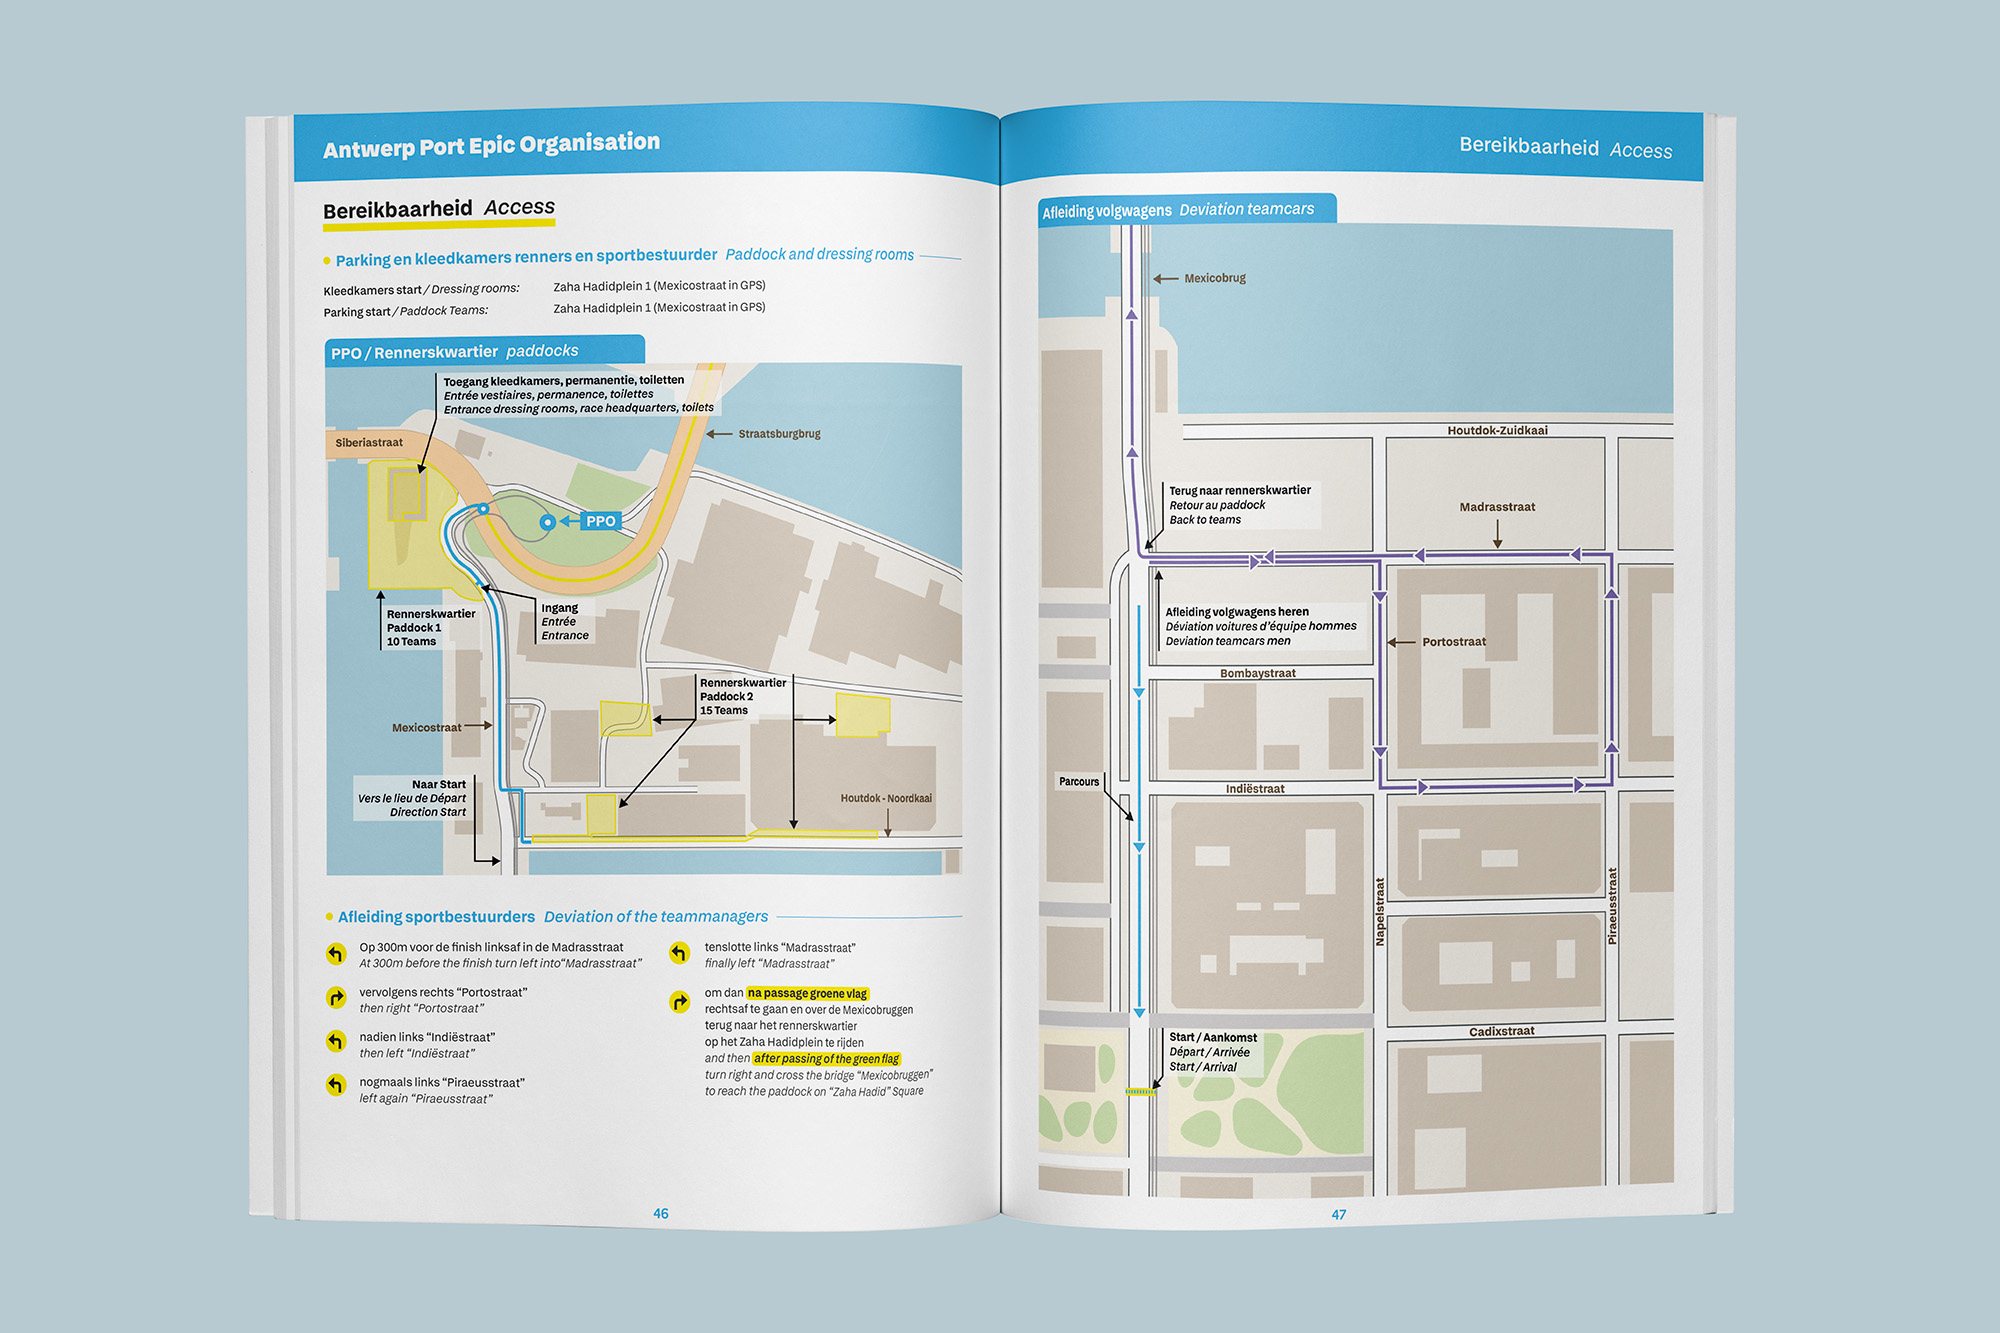 Antwerp Port Epic Organisation
Bereikbaarheid Access
Parking en kleedkamers renners en sportbestuurder Paddock and dressing rooms
Kleedkamers start / Dressing rooms: Zaha Hadidplein 1 (Mexicostraat in GPS)
Parking start / Paddock Teams: Zaha Hadidplein 1 (Mexicostraat in GPS)
PPO / Rennerskwartier paddocks
Toegang kleedkamers, permanentie, toiletten
Entrée vestiaires, permanence, toilettes
Entrance dressing rooms, race headquarters, toilets
Siberiastraat
Straatsburgbrug
PPO
Rennerskwartier
Paddock 1
10 Teams
Ingang
Entrée
Entrance
Rennerskwartier
Paddock 2
15 Teams
Mexicostraat
Naar Start
Vers le lieu de Départ
Direction Start
Houtdok - Noordkaai
Afleiding sportbestuurders Deviation of the teammanagers
Op 300m voor de finish linksaf in de Madrasstraat
At 300m before the finish turn left into“Madrasstraat”
vervolgens rechts “Portostraat”
then right “Portostraat”
nadien links “Indiëstraat”
then left “Indiëstraat”
nogmaals links “Piraeusstraat”
left again “Piraeusstraat”
tenslotte links “Madrasstraat”
finally left “Madrasstraat”
om dan na passage groene vlag
rechtsaf te gaan en over de Mexicobruggen
terug naar het rennerskwartier
op het Zaha Hadidplein te rijden
and then after passing of the green flag
turn right and cross the bridge “Mexicobruggen”
to reach the paddock on “Zaha Hadid” Square
46
Bereikbaarheid Access
Afleiding volgwagens Deviation teamcars
Mexicobrug
Houtdok-Zuidkaai
Terug naar rennerskwartier
Retour au paddock
Back to teams
Madrasstraat
Afleiding volgwagens heren
Déviation voitures d’équipe hommes
Deviation teamcars men
Portostraat
Bombaystraat
Parcours
Indiëstraat
Napelstraat
Piraeusstraat
Cadixstraat
Start / Aankomst
Départ / Arrivée
Start / Arrival
47